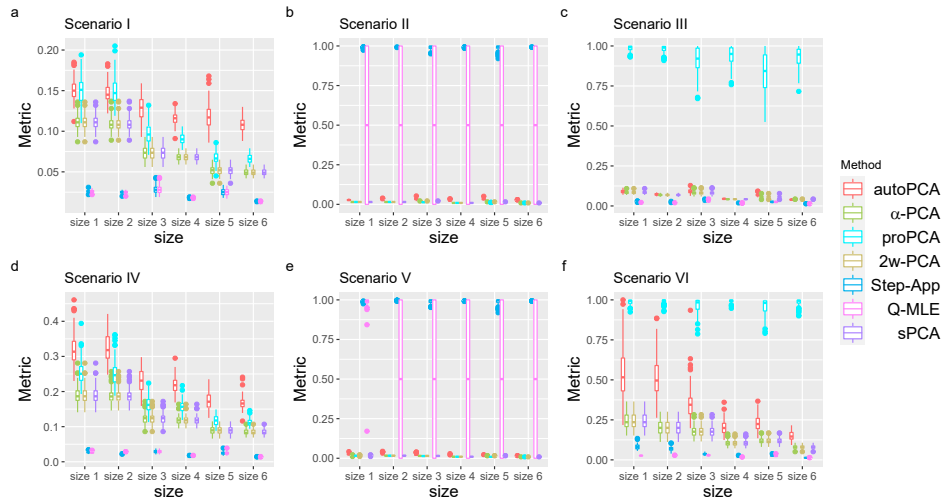 a
Scenario I
Metric
0.20
0.15
0.10
0.05
size 1 size 2 size 3 size 4 size 5 size 6
size
b
Scenario II
Metric
1.00
0.75
0.50
0.25
0.00
size 1 size 2 size 3 size 4 size 5 size 6
size
c
Scenario III
Metric
1.00
0.75
0.50
0.25
0.00
size 1 size 2 size 3 size 4 size 5 size 6
size
d
Scenario IV
Metric
0.4
0.3
0.2
0.1
0.0
size 1 size 2 size 3 size 4 size 5 size 6
size
e
Scenario V
Metric
1.00
0.75
0.50
0.25
0.00
size 1 size 2 size 3 size 4 size 5 size 6
size
f
Scenario VI
Metric
1.00
0.75
0.50
0.25
0.00
size 1 size 2 size 3 size 4 size 5 size 6
size
Method
autoPCA
α-PCA
proPCA
2w-PCA
Step-App
Q-MLE
sPCA